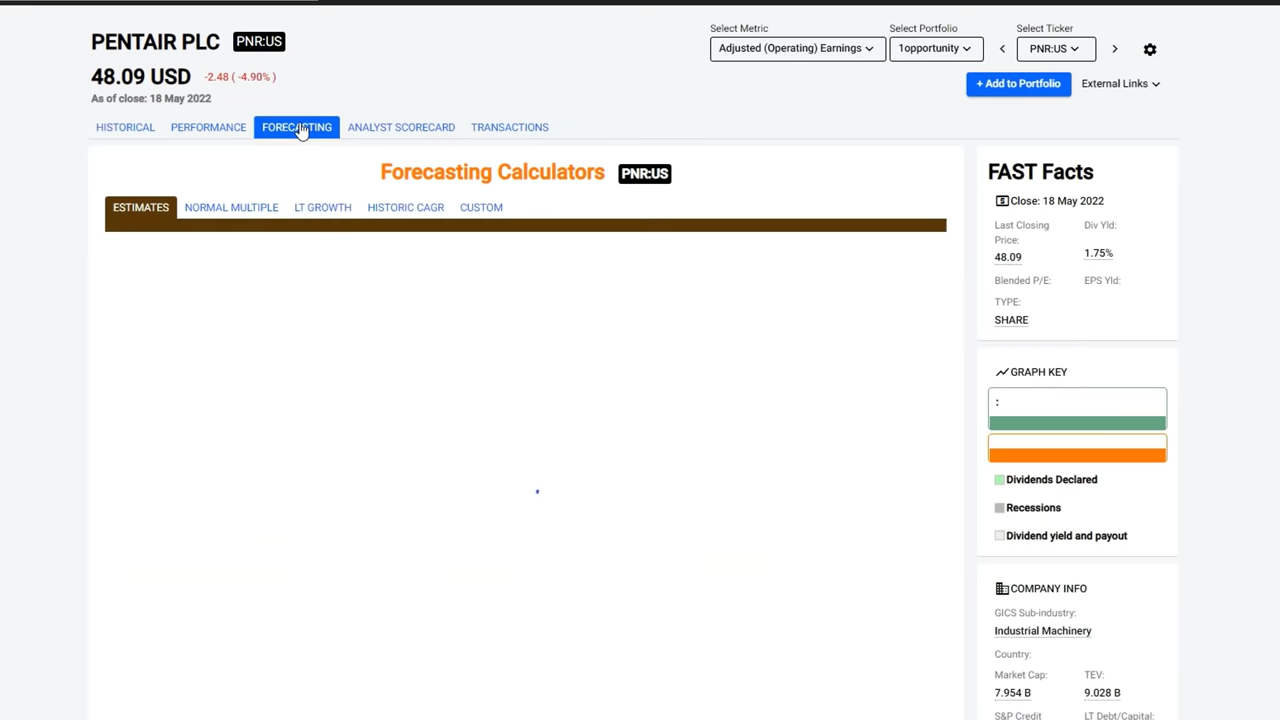 PENTAIR PLC PNR:US
48.09 USD -2.48 ( -4.90% )
As of close: 18 May 2022
Select Metric
Adjusted (Operating) Earnings
Select Portfolio
1opportunity
Select Ticker
PNR:US
+ Add to Portfolio
External Links
HISTORICAL PERFORMANCE FORECASTING ANALYST SCORECARD TRANSACTIONS
Forecasting Calculators PNR:US
ESTIMATES NORMAL MULTIPLE LT GROWTH HISTORIC CAGR CUSTOM
FAST Facts
Close: 18 May 2022
Last Closing Price:
48.09
Div Yld:
1.75%
Blended P/E: EPS Yld:
TYPE:
SHARE
GRAPH KEY
:
Dividends Declared
Recessions
Dividend yield and payout
COMPANY INFO
GICS Sub-industry:
Industrial Machinery
Country:
Market Cap: TEV:
7.954 B 9.028 B
S&P Credit LT Debt/Capital: